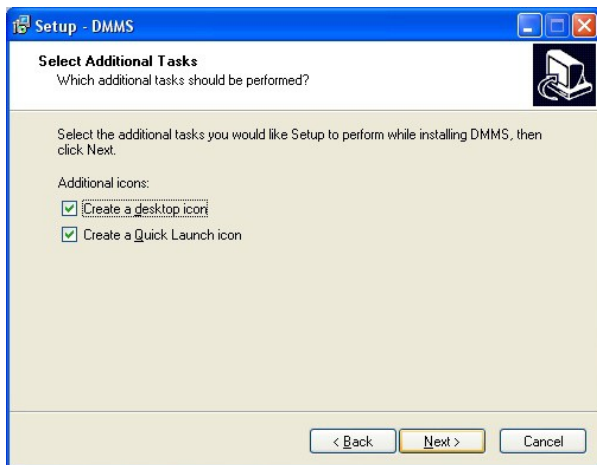 Setup - DMMS
Select Additional Tasks
Which additional tasks should be performed?
Select the additional tasks you would like Setup to perform while installing DMMS, then
click Next.
Additional icons:
Create a desktop icon
Create a Quick Launch icon
< Back
Next >
Cancel